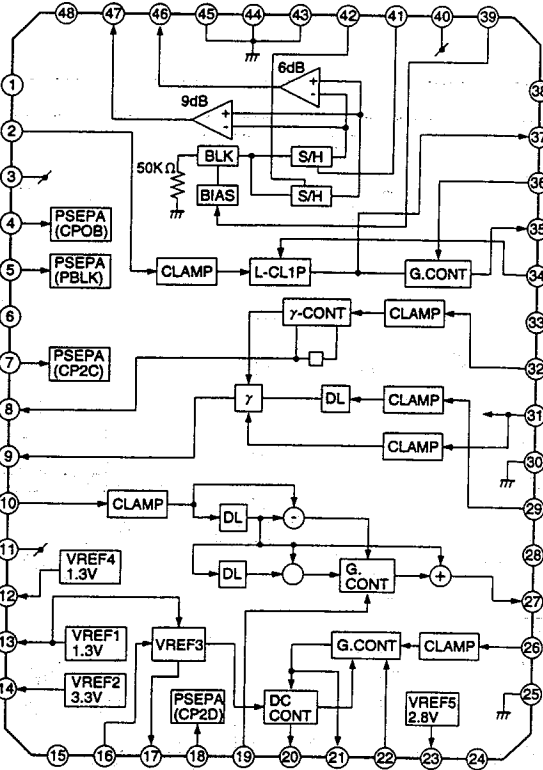 48 47 46 45 44 43 42 41 40 39
1
38
6dB
9dB
+
-
+
-
2
37
BLK
S/H
50KΩ
3
36
BIAS
S/H
4
PSEPA
(CPOB)
35
5
PSEPA
(PBLK)
CLAMP
L-CL1P
G.CONT
34
6
γ-CONT
CLAMP
33
7
PSEPA
(CP2C)
32
8
γ
DL
CLAMP
31
9
CLAMP
30
10
CLAMP
29
DL
-
11
28
12
VREF4
1.3V
DL
G.
CONT
+
27
13
VREF1
1.3V
VREF3
G.CONT
CLAMP
26
14
VREF2
3.3V
PSEPA
(CP2D)
DC
CONT
VREF5
2.8V
25
15 16 17 18 19 20 21 22 23 24